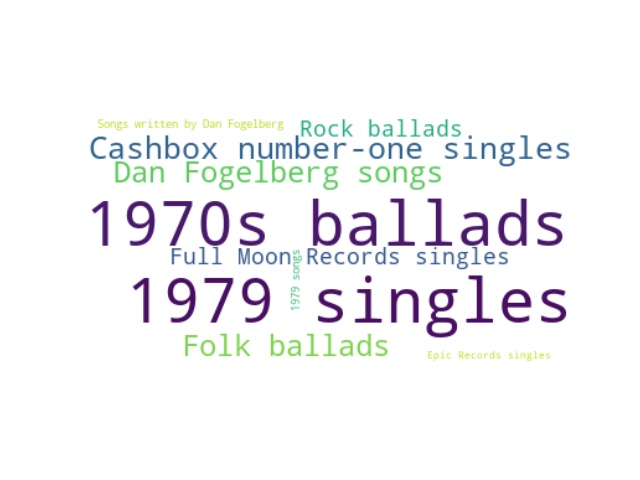 Songs written by Dan Fogelberg
Rock ballads
Cashbox number-one singles
Dan Fogelberg songs
1970s ballads
Full Moon Records singles
1979 songs
1979 singles
Folk ballads
Epic Records singles